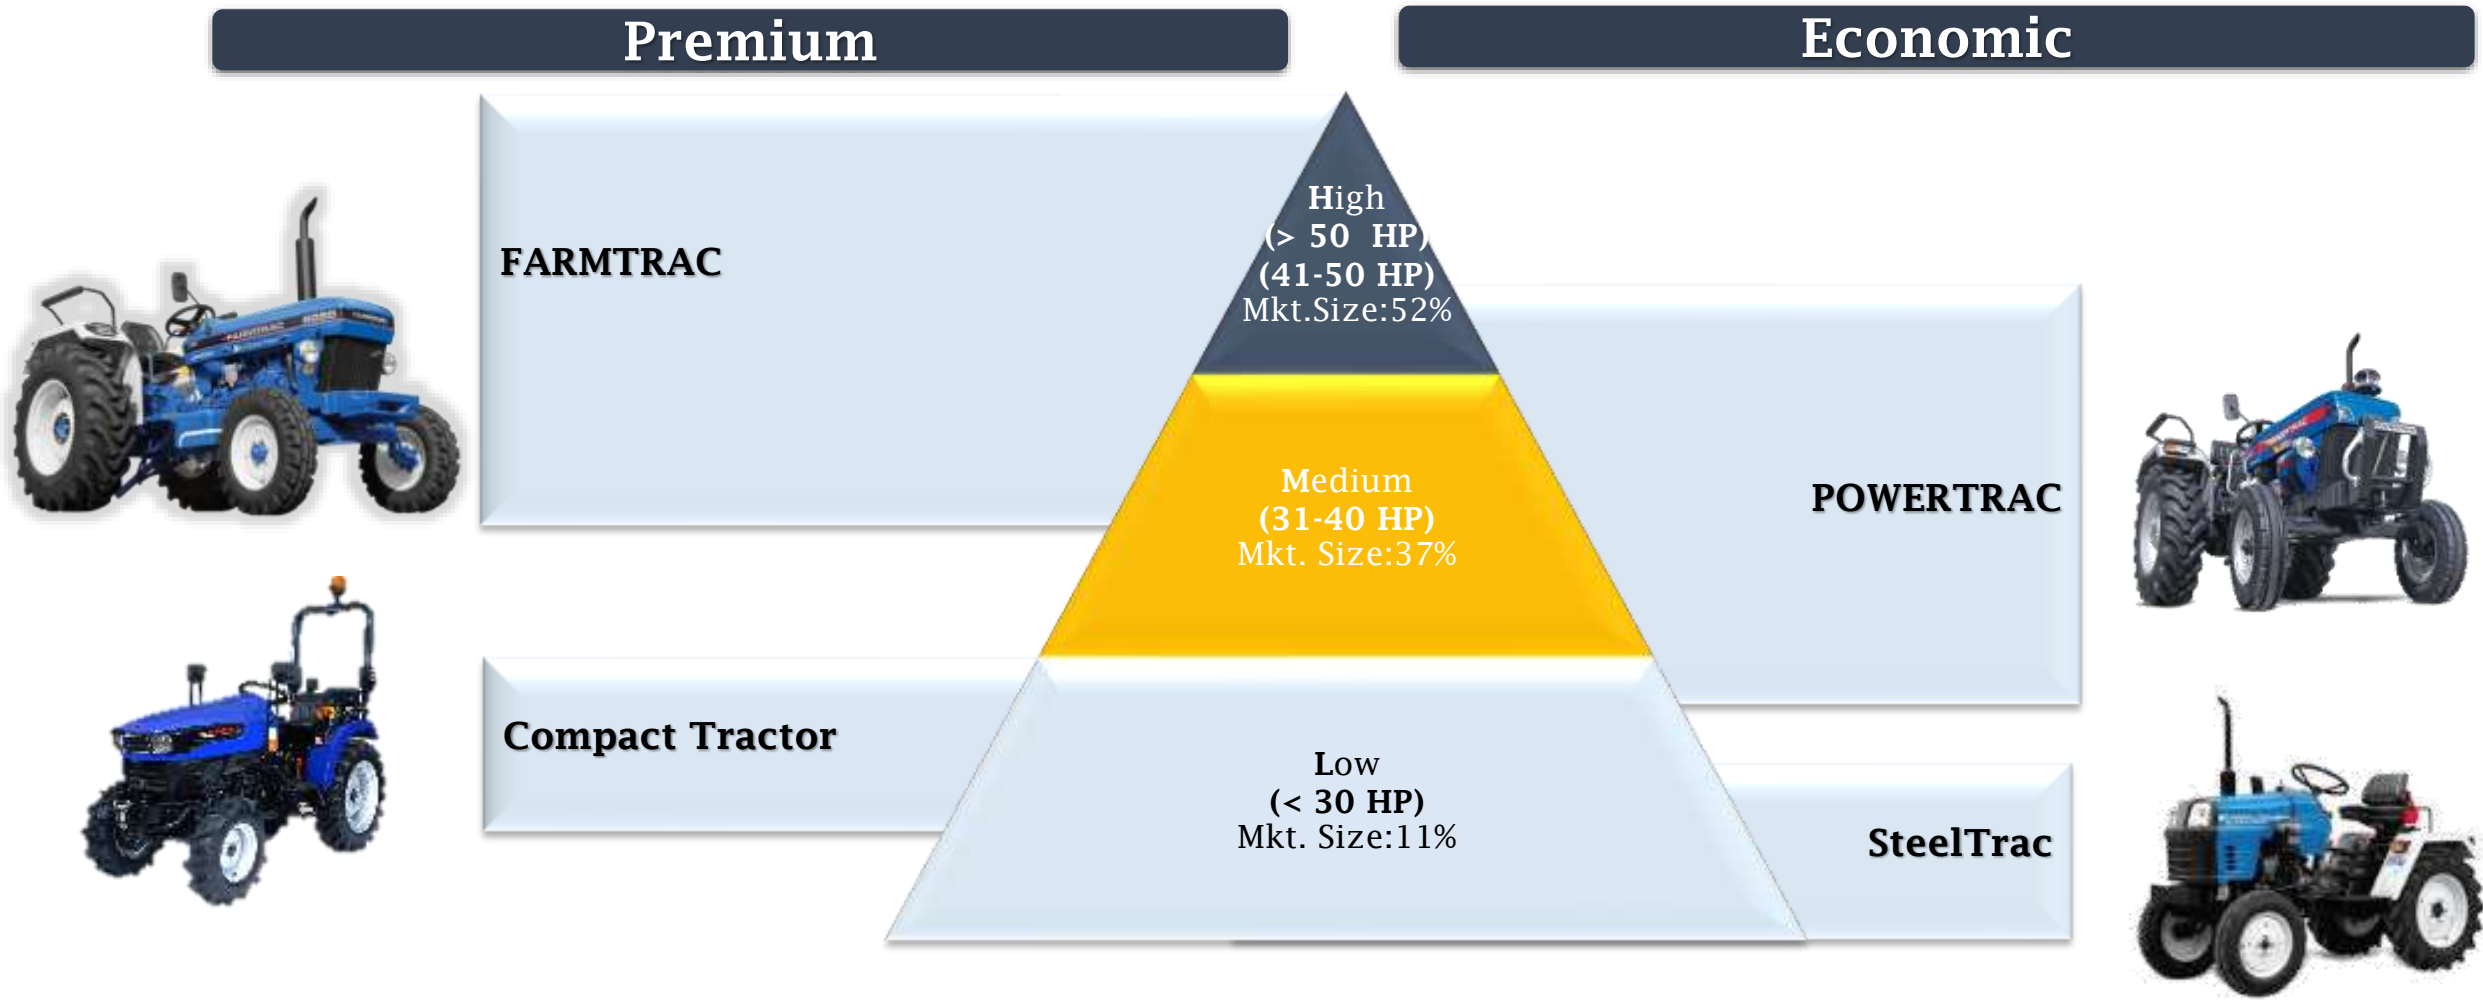 Premium
Economic
High
(> 50 HP)
(41-50 HP)
Mkt.Size:52%
FARMTRAC
Medium
(31-40 HP)
Mkt. Size:37%
POWERTRAC
Compact Tractor
Low
(< 30 HP)
Mkt. Size:11%
SteelTrac
FARMTRAC